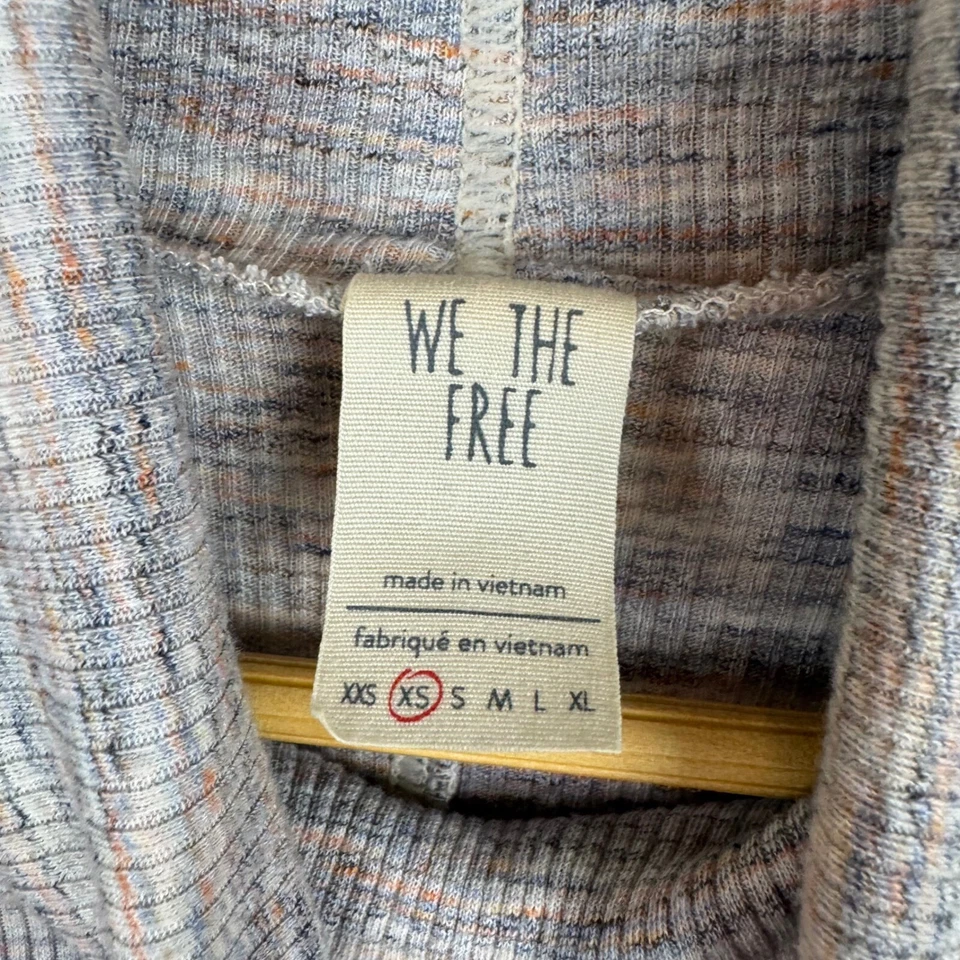 WE THE
FREE
made in vietnam
fabriqué en vietnam
XXS XS S M L XL